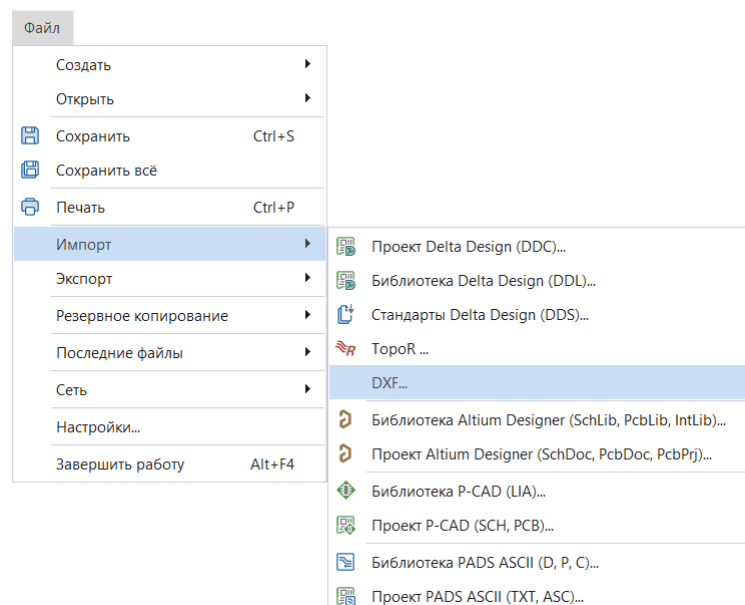 Файл
Создать
Открыть
Сохранить Ctrl+S
Сохранить всё
Печать Ctrl+P
Импорт
Экспорт
Резервное копирование
Последние файлы
Сеть
Настройки...
Завершить работу Alt+F4
Проект Delta Design (DDC)...
Библиотека Delta Design (DDL)...
Стандарты Delta Design (DDS)...
TopoR ...
DXF...
Библиотека Altium Designer (SchLib, PcbLib, IntLib)...
Проект Altium Designer (SchDoc, PcbDoc, PcbPrj)...
Библиотека P-CAD (LIA)...
Проект P-CAD (SCH, PCB)...
Библиотека PADS ASCII (D, P, C)...
Проект PADS ASCII (TXT, ASC)...